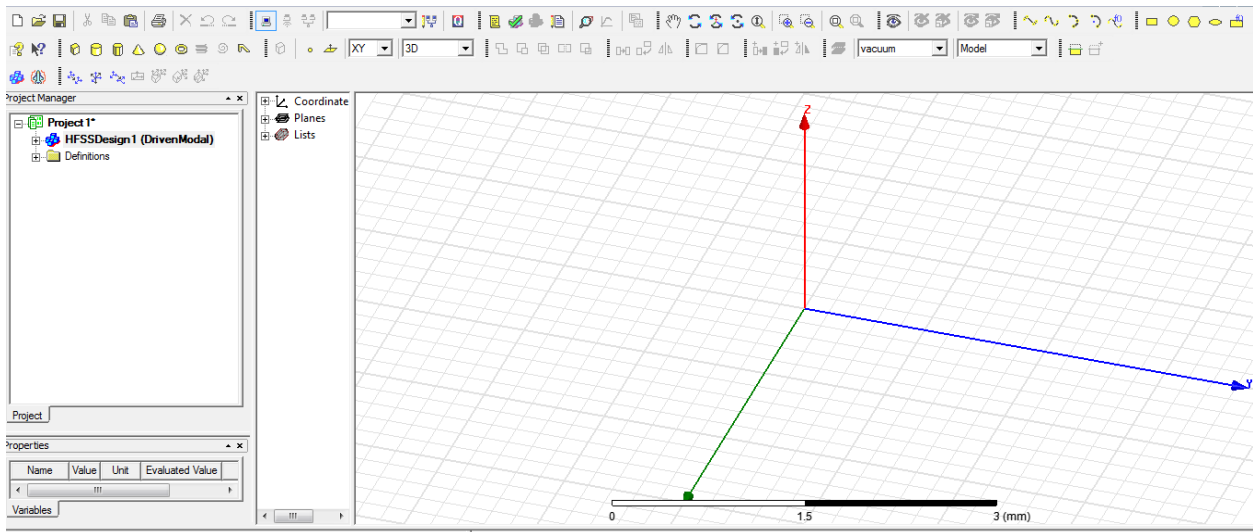 XY
3D
vacuum
Model
Project Manager
Coordinate
Planes
Lists
Project1*
HFSSDesign1 (DrivenModal)
Definitions
Project
Properties
Name Value Unit Evaluated Value
Variables
Z
Y
0 1.5 3 (mm)